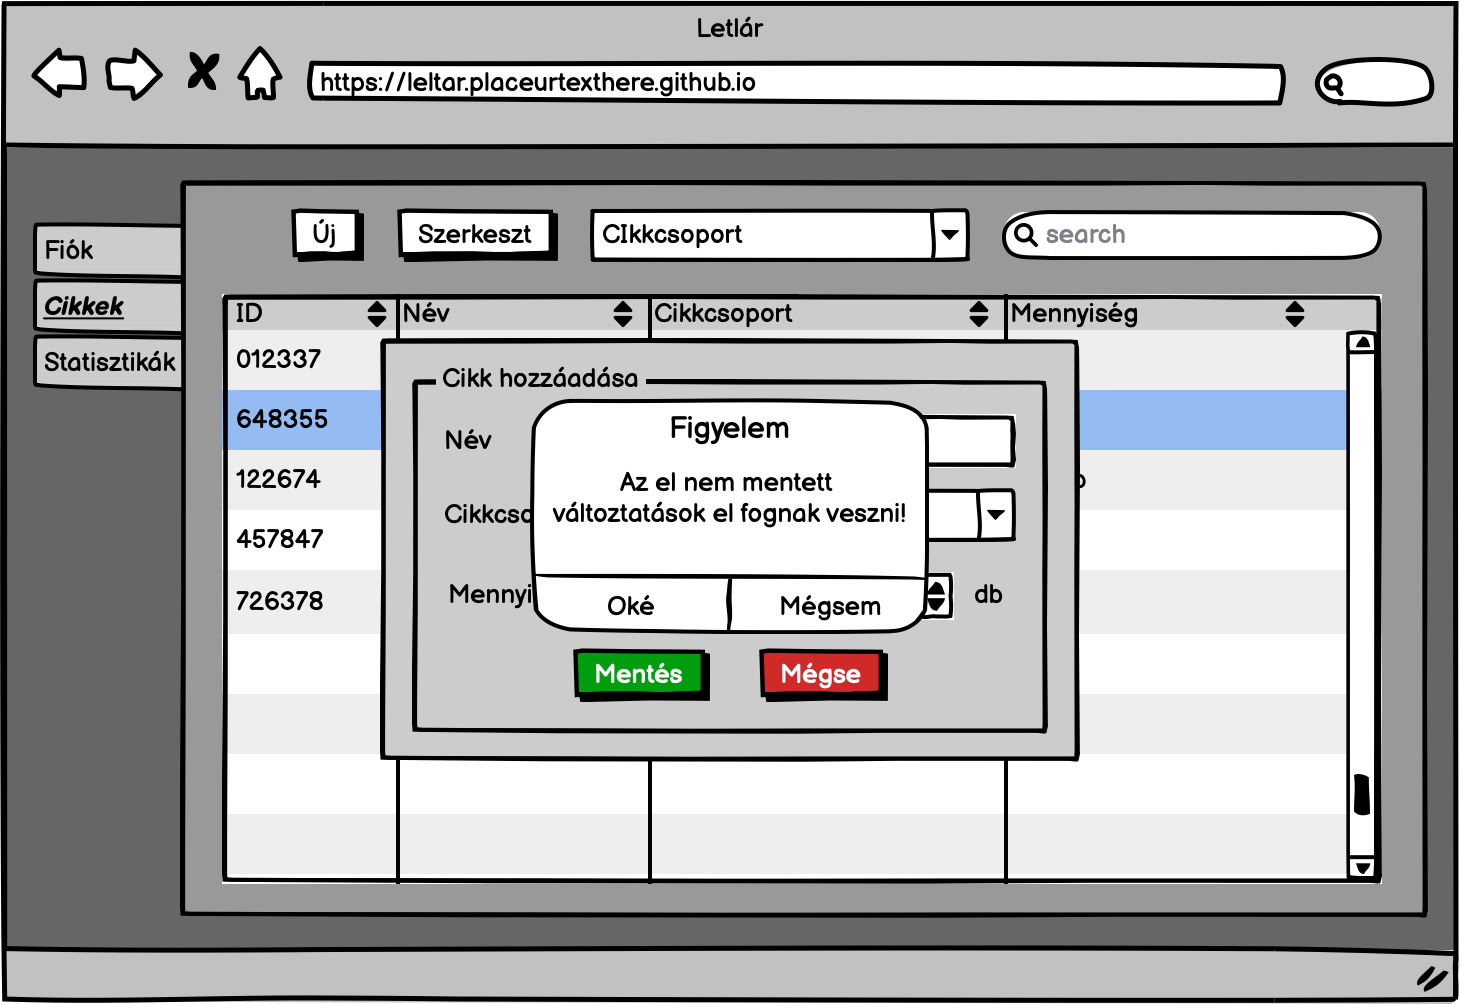 Letlár
https://leltar.placeurtexthere.github.io
Új
Szerkeszt
CIkkcsoport
search
Fiók
Cikkek
Statisztikák
ID
Név
Cikkcsoport
Mennyiség
012337
648355
122674
457847
726378
Cikk hozzáadása
Név
Cikkcso
Mennyi
db
Figyelem
Az el nem mentett
változtatások el fognak veszni!
Oké
Mégsem
Mentés
Mégse